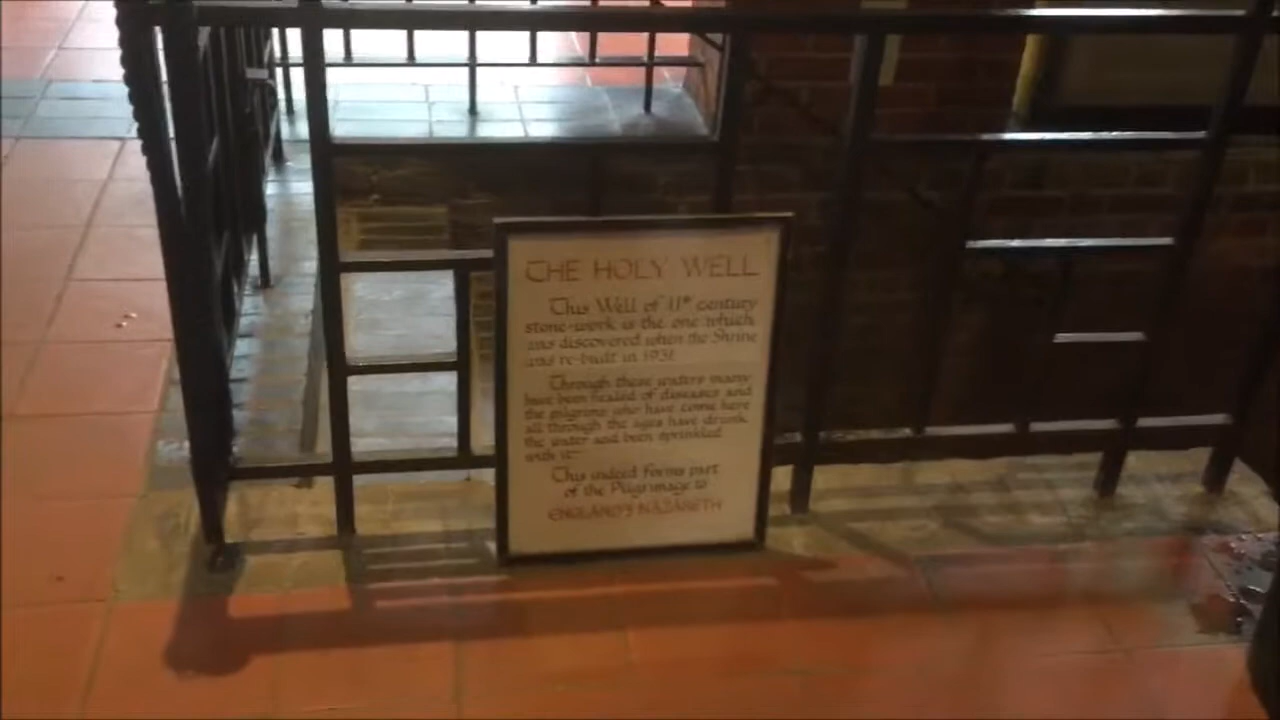 THE HOLY WELL
This Well of 11th century
stone-work is the one which
was discovered when the Shrine
was re-built in 1931
Through these waters many
have been healed of diseases and
the pilgrims who have come here
all through the ages have drunk
the water and been sprinkled
with it
This indeed forms part
of the Pilgrimage to
ENGLAND'S NAZARETH